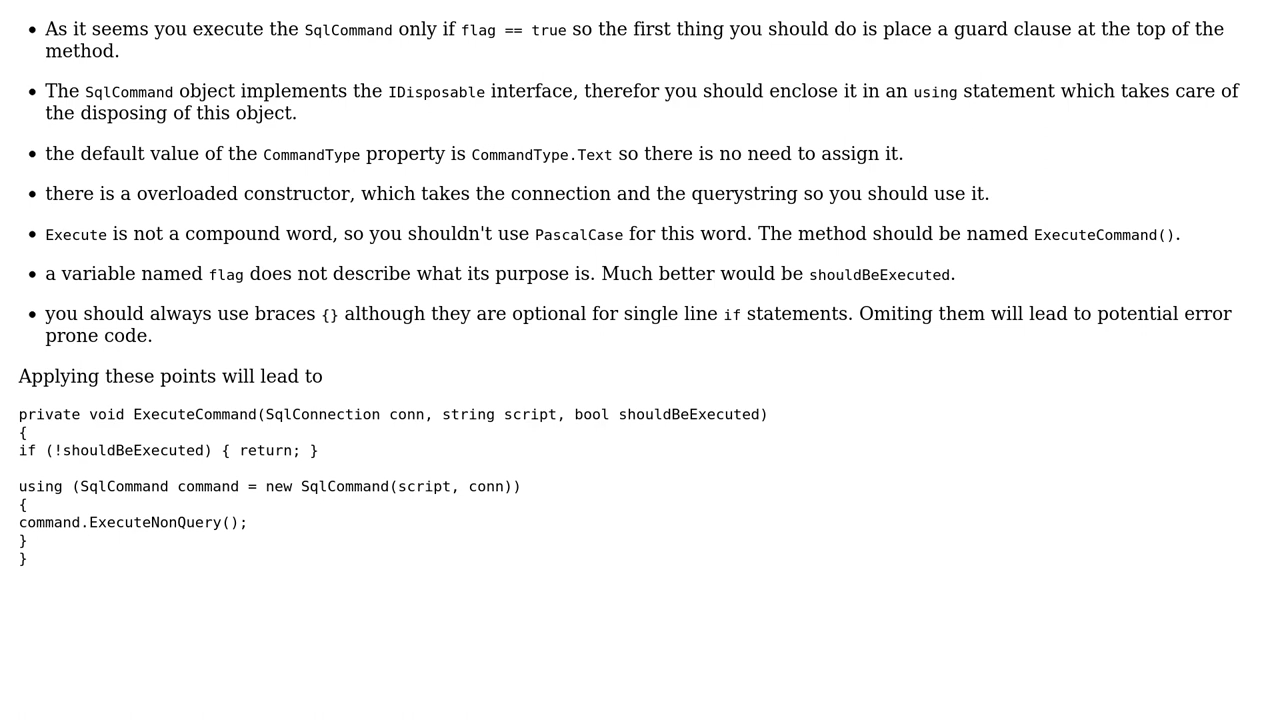 As it seems you execute the SqlCommand only if flag == true so the first thing you should do is place a guard clause at the top of the
method.
The SqlCommand object implements the IDisposable interface, therefor you should enclose it in an using statement which takes care of
the disposing of this object.
the default value of the CommandType property is CommandType.Text so there is no need to assign it.
there is a overloaded constructor, which takes the connection and the querystring so you should use it.
Execute is not a compound word, so you shouldn't use PascalCase for this word. The method should be named ExecuteCommand().
a variable named flag does not describe what its purpose is. Much better would be shouldBeExecuted.
you should always use braces {} although they are optional for single line if statements. Omiting them will lead to potential error
prone code.
Applying these points will lead to
private void ExecuteCommand(SqlConnection conn, string script, bool shouldBeExecuted)
{
if (!shouldBeExecuted) { return; }
using (SqlCommand command = new SqlCommand(script, conn))
{
command.ExecuteNonQuery();
}
}